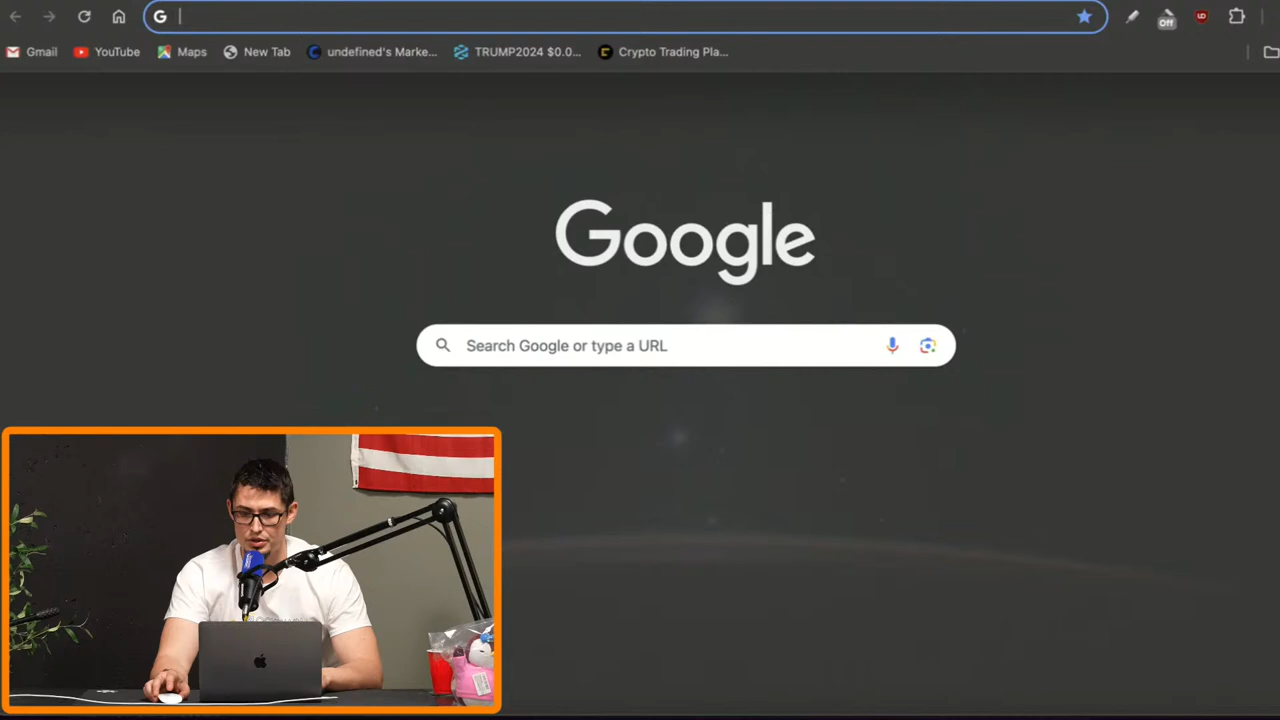 Off
Gmail YouTube Maps New Tab undefined's Marke... TRUMP2024 $0.0... Crypto Trading Pla...
Google
Search Google or type a URL